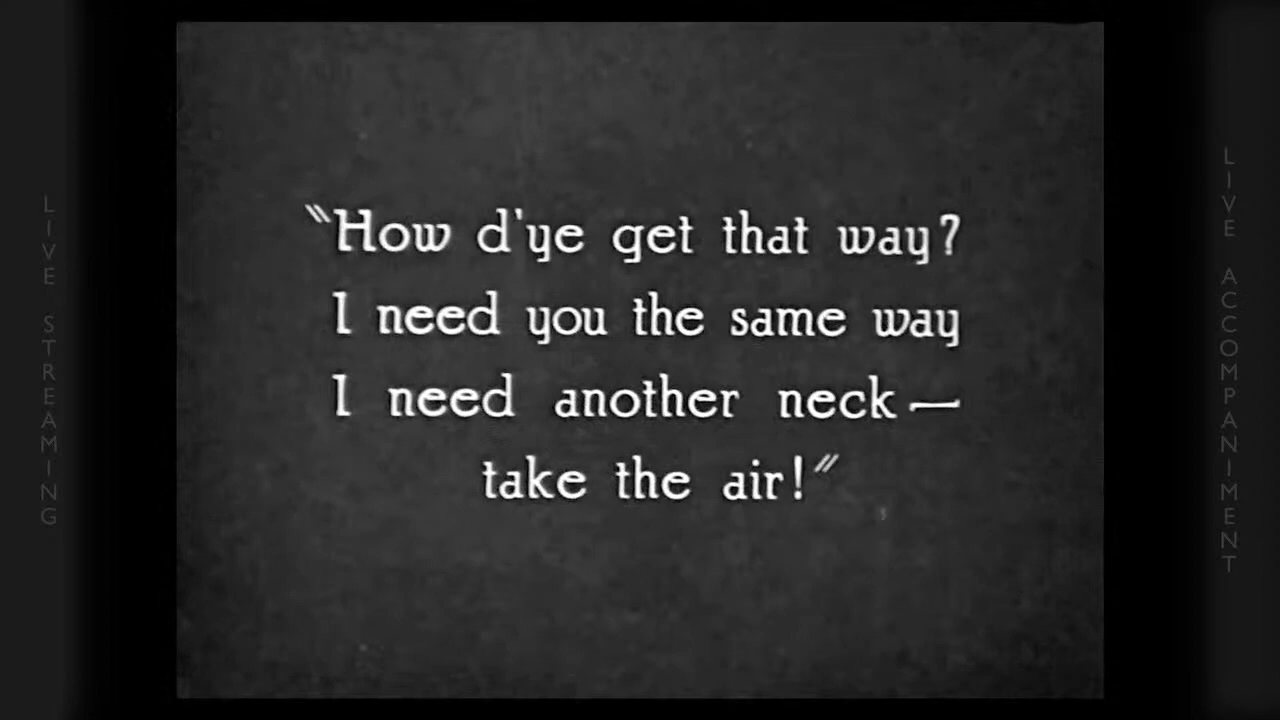 "How d'ye get that way?
I need you the same way
I need another neck —
take the air!"
LIVE STREAMING
LIVE ACCOMPANIMENT